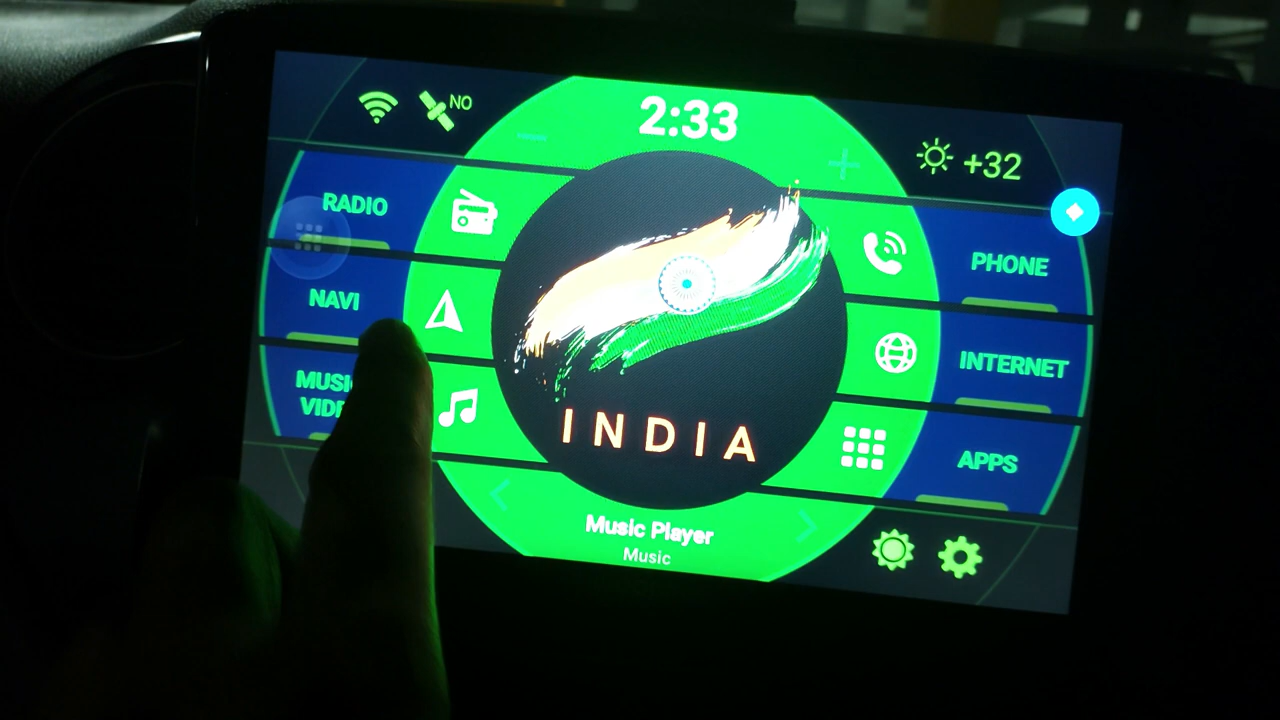 NO
2:33
+32
RADIO
NAVI
PHONE
INTERNET
APPS
INDIA
Music Player
Music